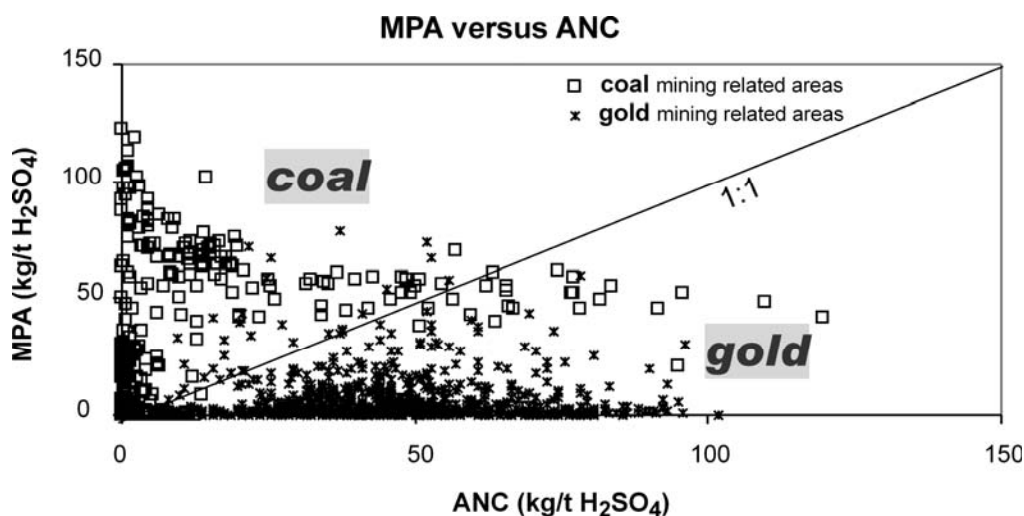 MPA versus ANC
150
100
50
0
MPA (kg/t H₂SO₄)
coal mining related areas
gold mining related areas
coal
1:1
gold
0
50
100
150
ANC (kg/t H₂SO₄)